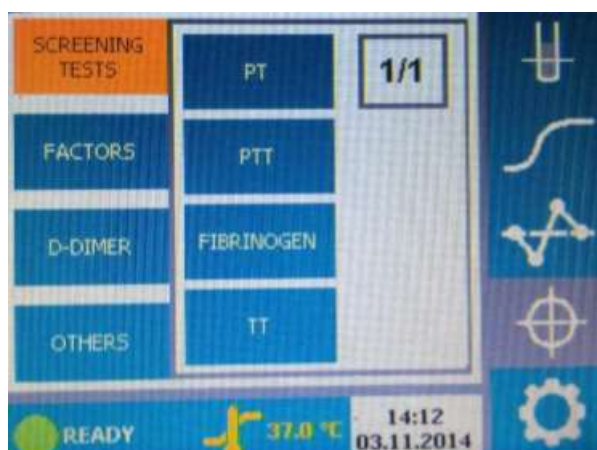 SCREENING
TESTS
FACTORS
D-DIMER
OTHERS
PT
PTT
FIBRINOGEN
TT
1/1
READY
37.0 °C
14:12
03.11.2014